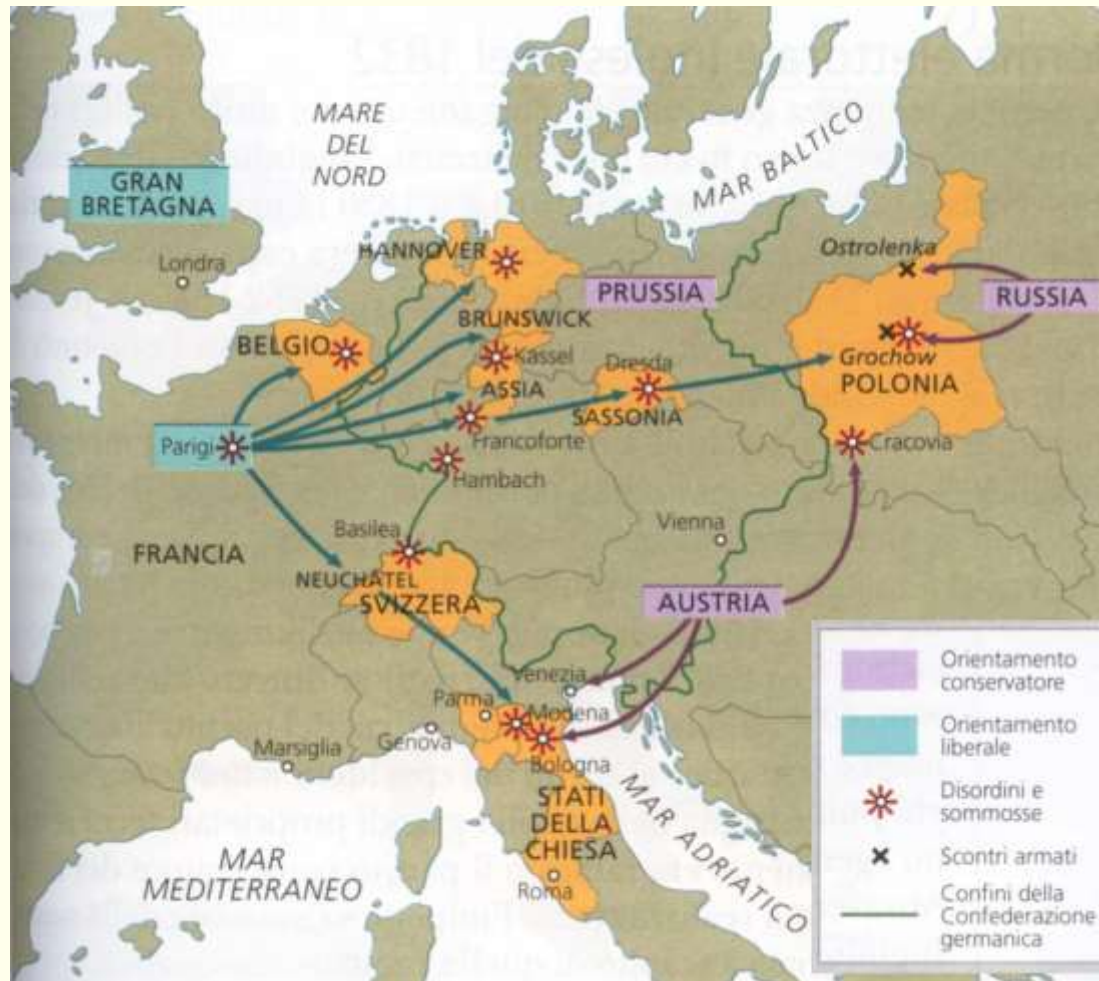 MARE
DEL
NORD
MAR BALTICO
GRAN
BRETAGNA
Londra
HANNOVER
Ostrolenka
PRUSSIA
RUSSIA
BRUNSWICK
BELGIO
Kassel
Dresda
Grochow
POLONIA
ASSIA
SASSONIA
Parigi
Francoforte
Cracovia
Hambach
Basilea
Vienna
FRANCIA
NEUCHÂTEL
SVIZZERA
AUSTRIA
Venezia
Parma
Modena
Genova
Marsiglia
Bologna
STATI
DELLA
CHIESA
Roma
MAR
MEDITERRANEO
MAR ADRIATICO
Orientamento
conservatore
Orientamento
liberale
Disordini e
sommosse
Scontri armati
Confini della
Confederazione
germanica